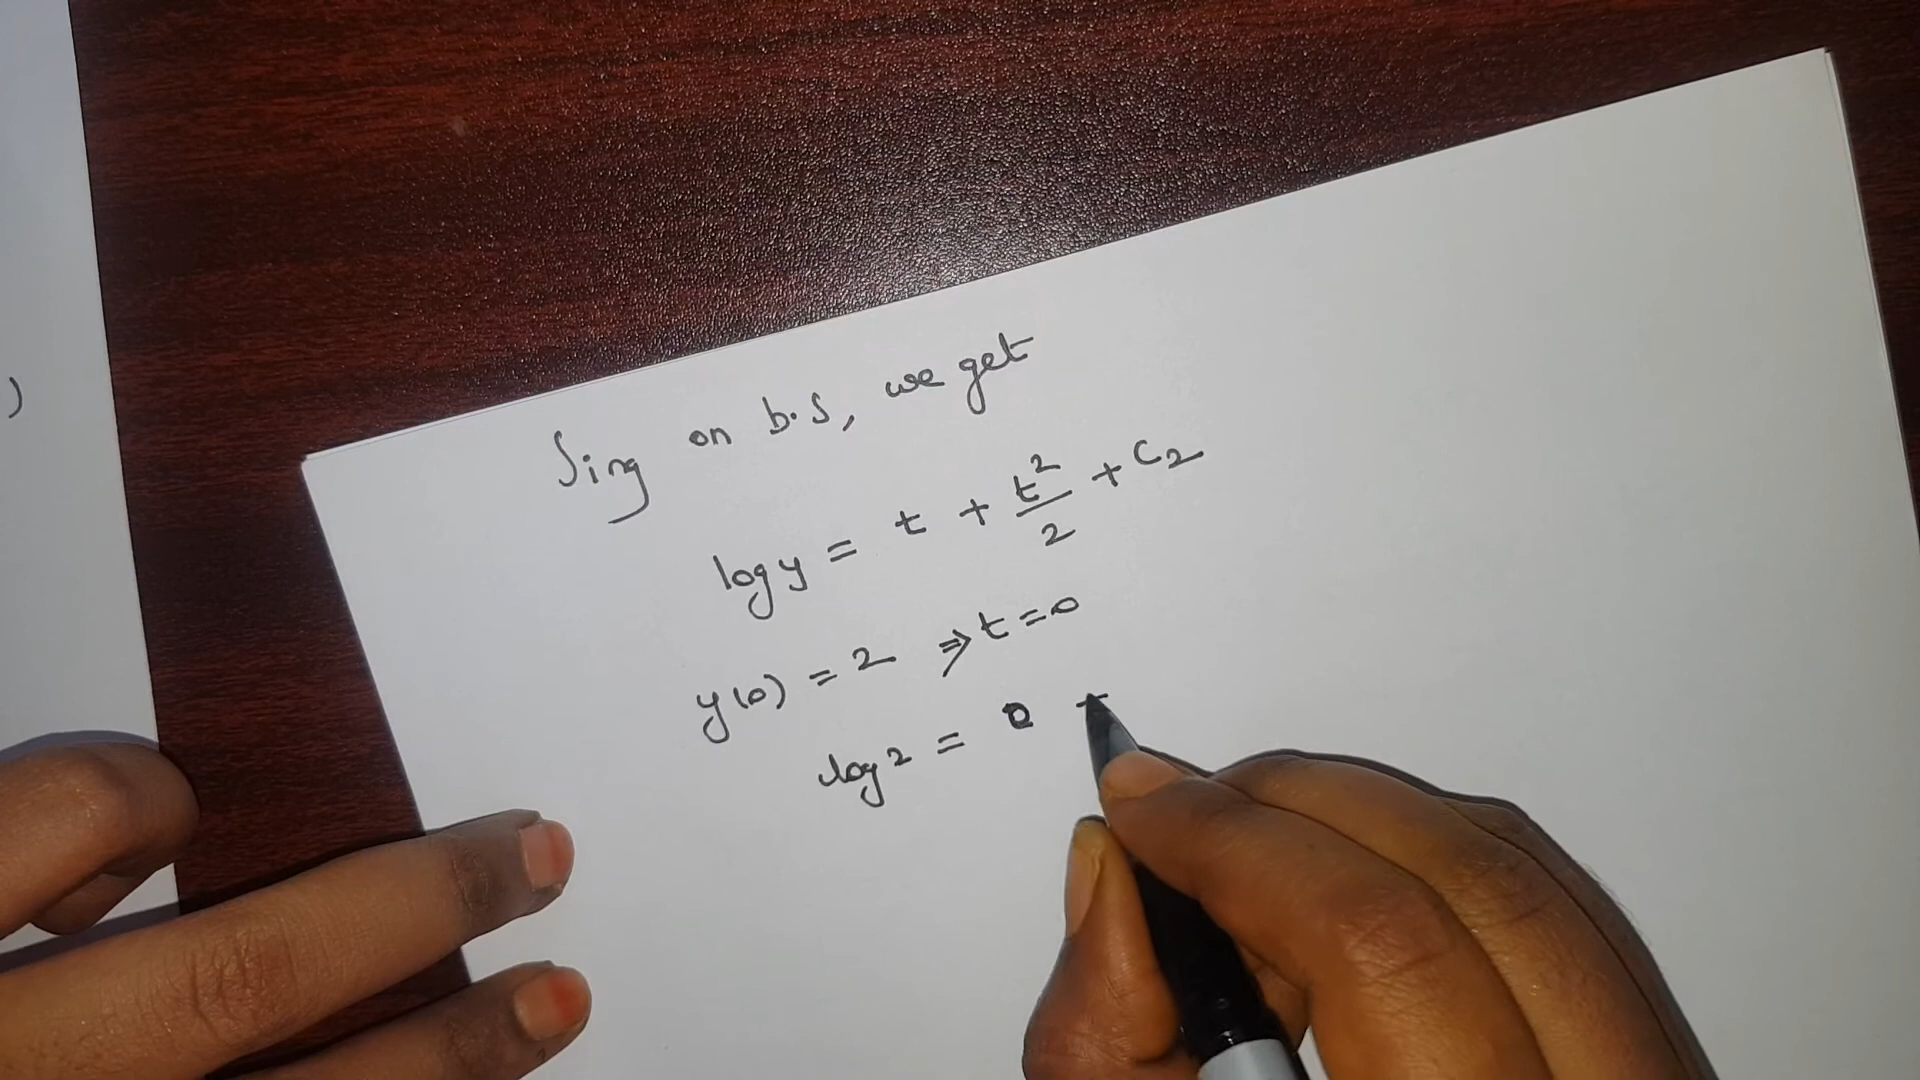 ∫ing on b.s, we get
log y = t + t²/2 + C₂
y(0) = 2 ⇒ t = 0
log 2 = 0 +
)